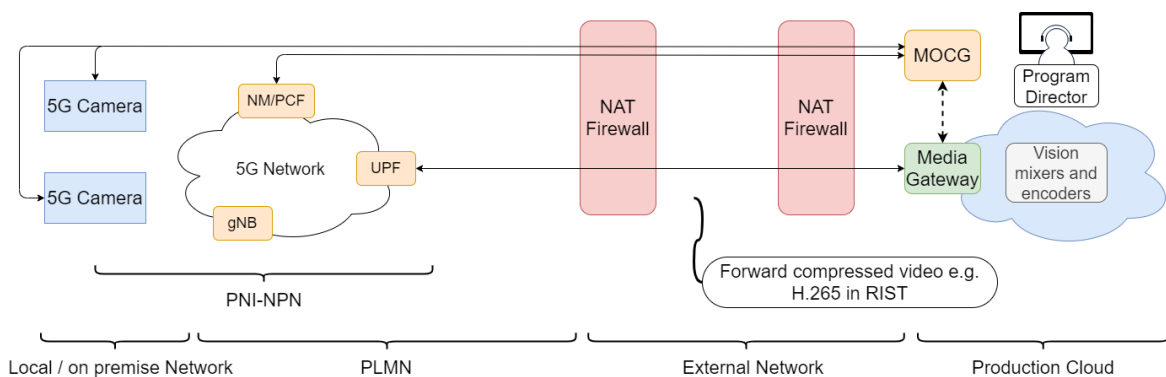 MOCG
Program
Director
5G Camera
NM/PCF
NAT
Firewall
NAT
Firewall
5G Network
UPF
Media
Gateway
Vision
mixers and
encoders
5G Camera
gNB
Forward compressed video e.g.
H.265 in RIST
PNI-NPN
Local / on premise Network
PLMN
External Network
Production Cloud